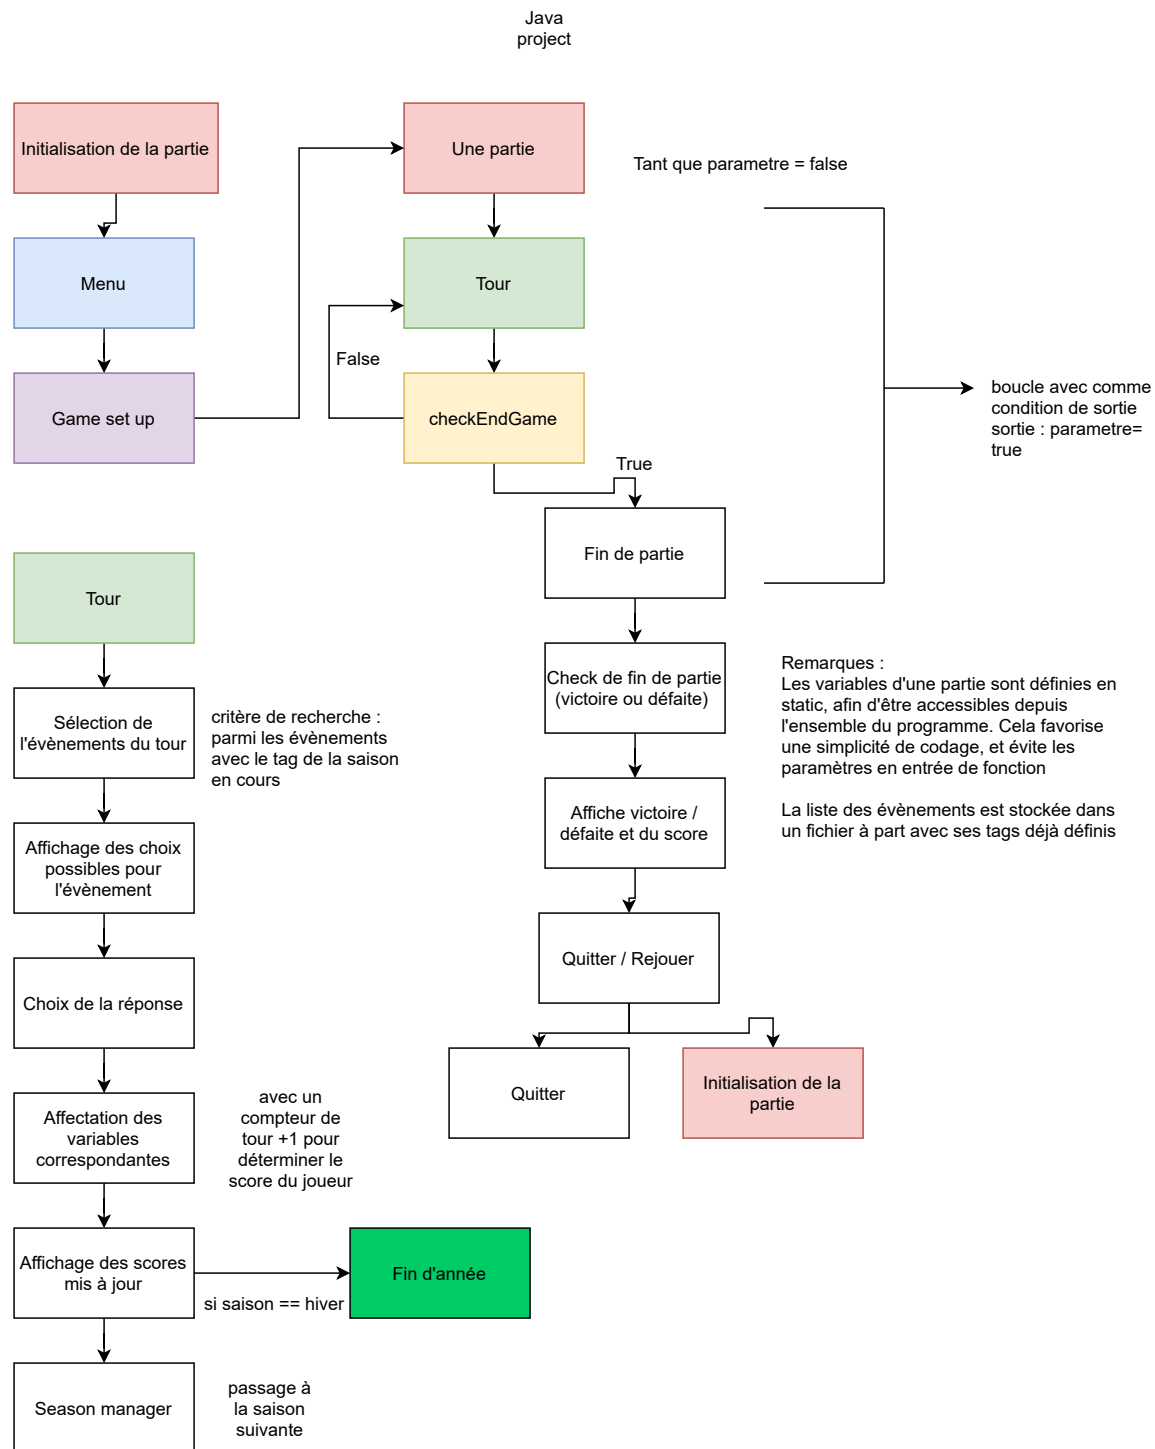 Java
project
Initialisation de la partie
Une partie
Tant que parametre = false
Menu
Tour
False
Game set up
checkEndGame
boucle avec comme
condition de sortie
sortie : parametre=
true
True
Fin de partie
Tour
Check de fin de partie
(victoire ou défaite)
Remarques :
Les variables d'une partie sont définies en
static, afin d'être accessibles depuis
l'ensemble du programme. Cela favorise
une simplicité de codage, et évite les
paramètres en entrée de fonction
La liste des évènements est stockée dans
un fichier à part avec ses tags déjà définis
Sélection de
l'évènements du tour
critère de recherche :
parmi les évènements
avec le tag de la saison
en cours
Affiche victoire /
défaite et du score
Affichage des choix
possibles pour
l'évènement
Quitter / Rejouer
Choix de la réponse
Quitter
Initialisation de la
partie
Affectation des
variables
correspondantes
avec un
compteur de
tour +1 pour
déterminer le
score du joueur
Affichage des scores
mis à jour
si saison == hiver
Fin d'année
Season manager
passage à
la saison
suivante